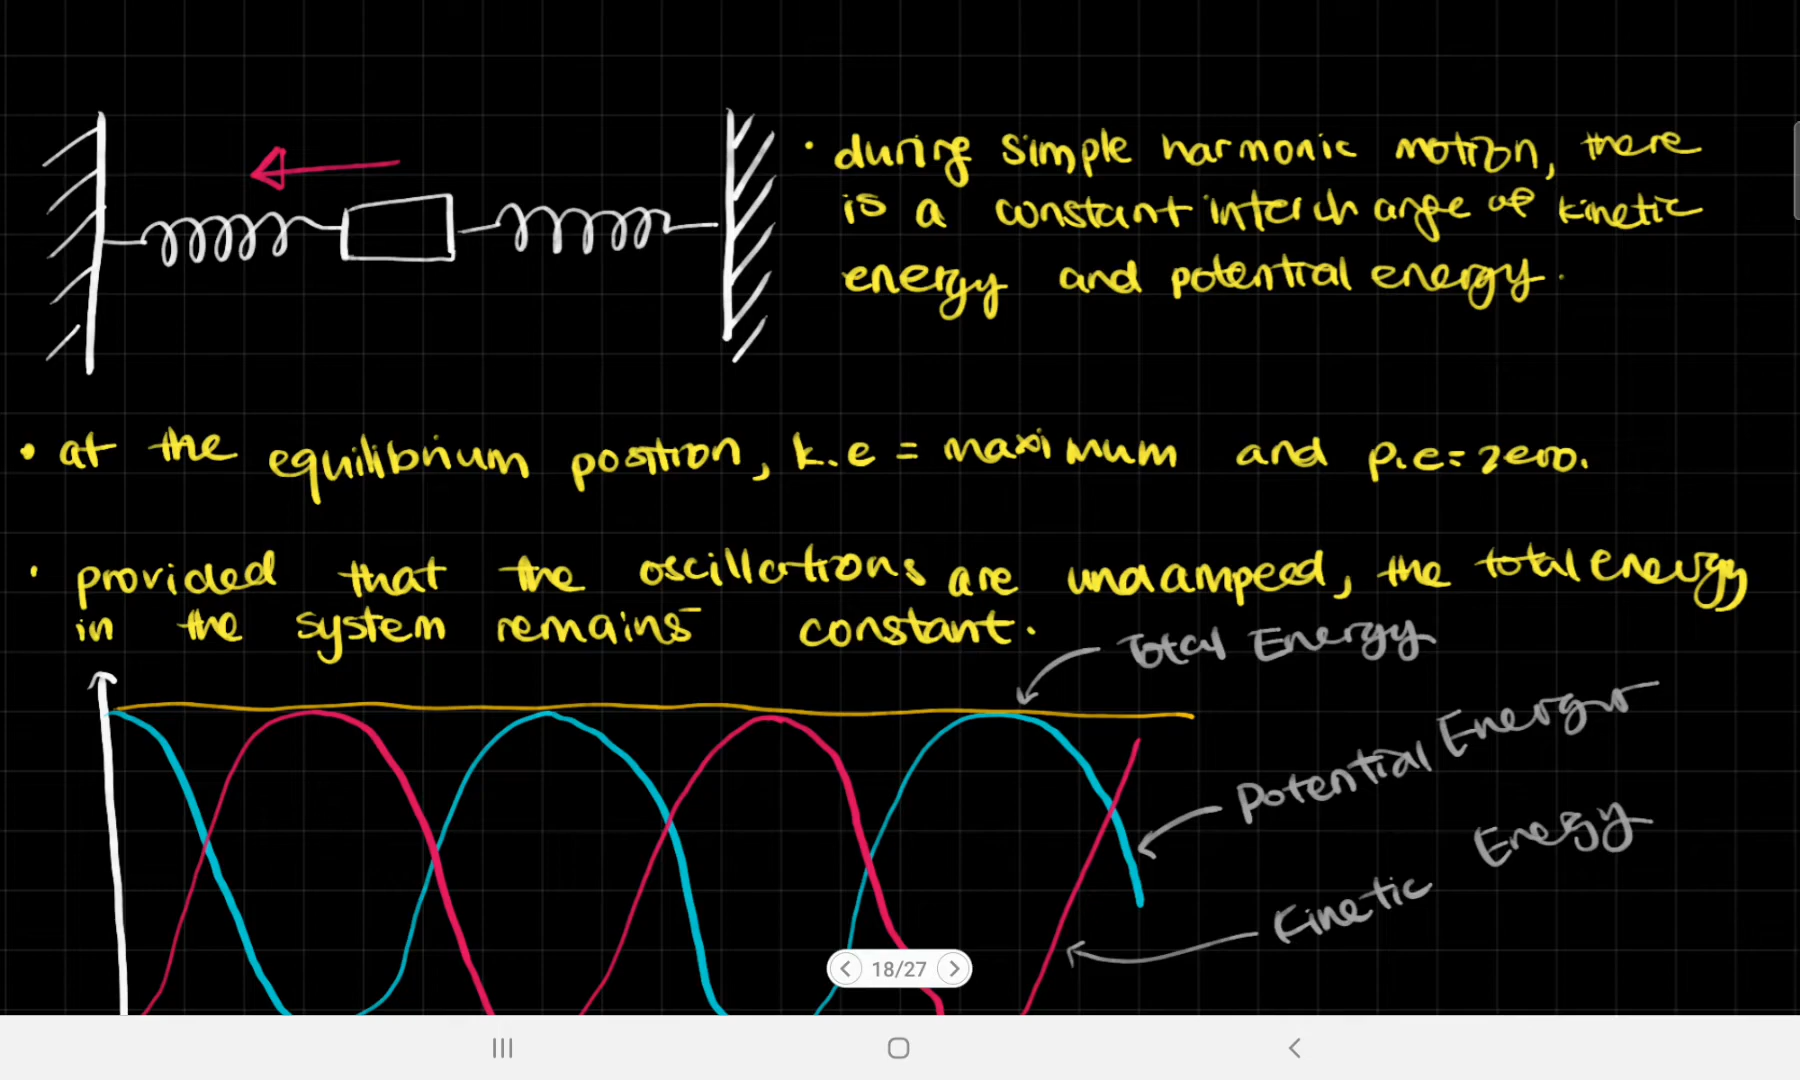 • during simple harmonic motion, there
is a constant interchange of kinetic
energy and potential energy.
• at the equilibrium position, k.e = maximum and p.e = zero.
• provided that the oscillations are undamped, the total energy
in the system remains constant.
Total Energy
Potential Energy
Kinetic Energy
18/27